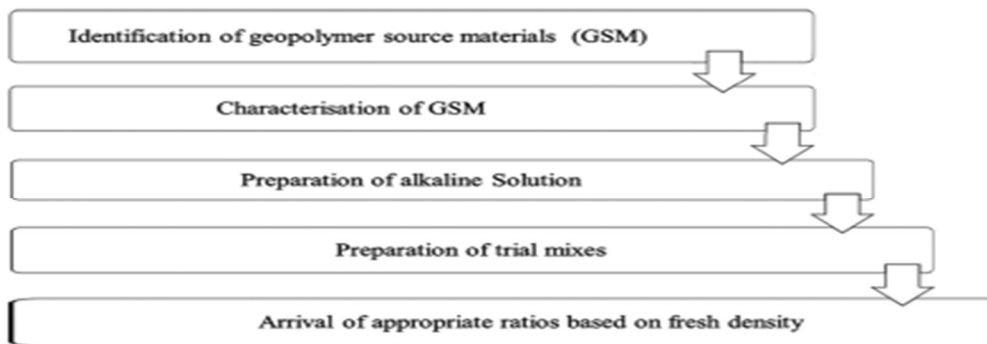 Identification of geopolymer source materials (GSM)
Characterisation of GSM
Preparation of alkaline Solution
Preparation of trial mixes
Arrival of appropriate ratios based on fresh density